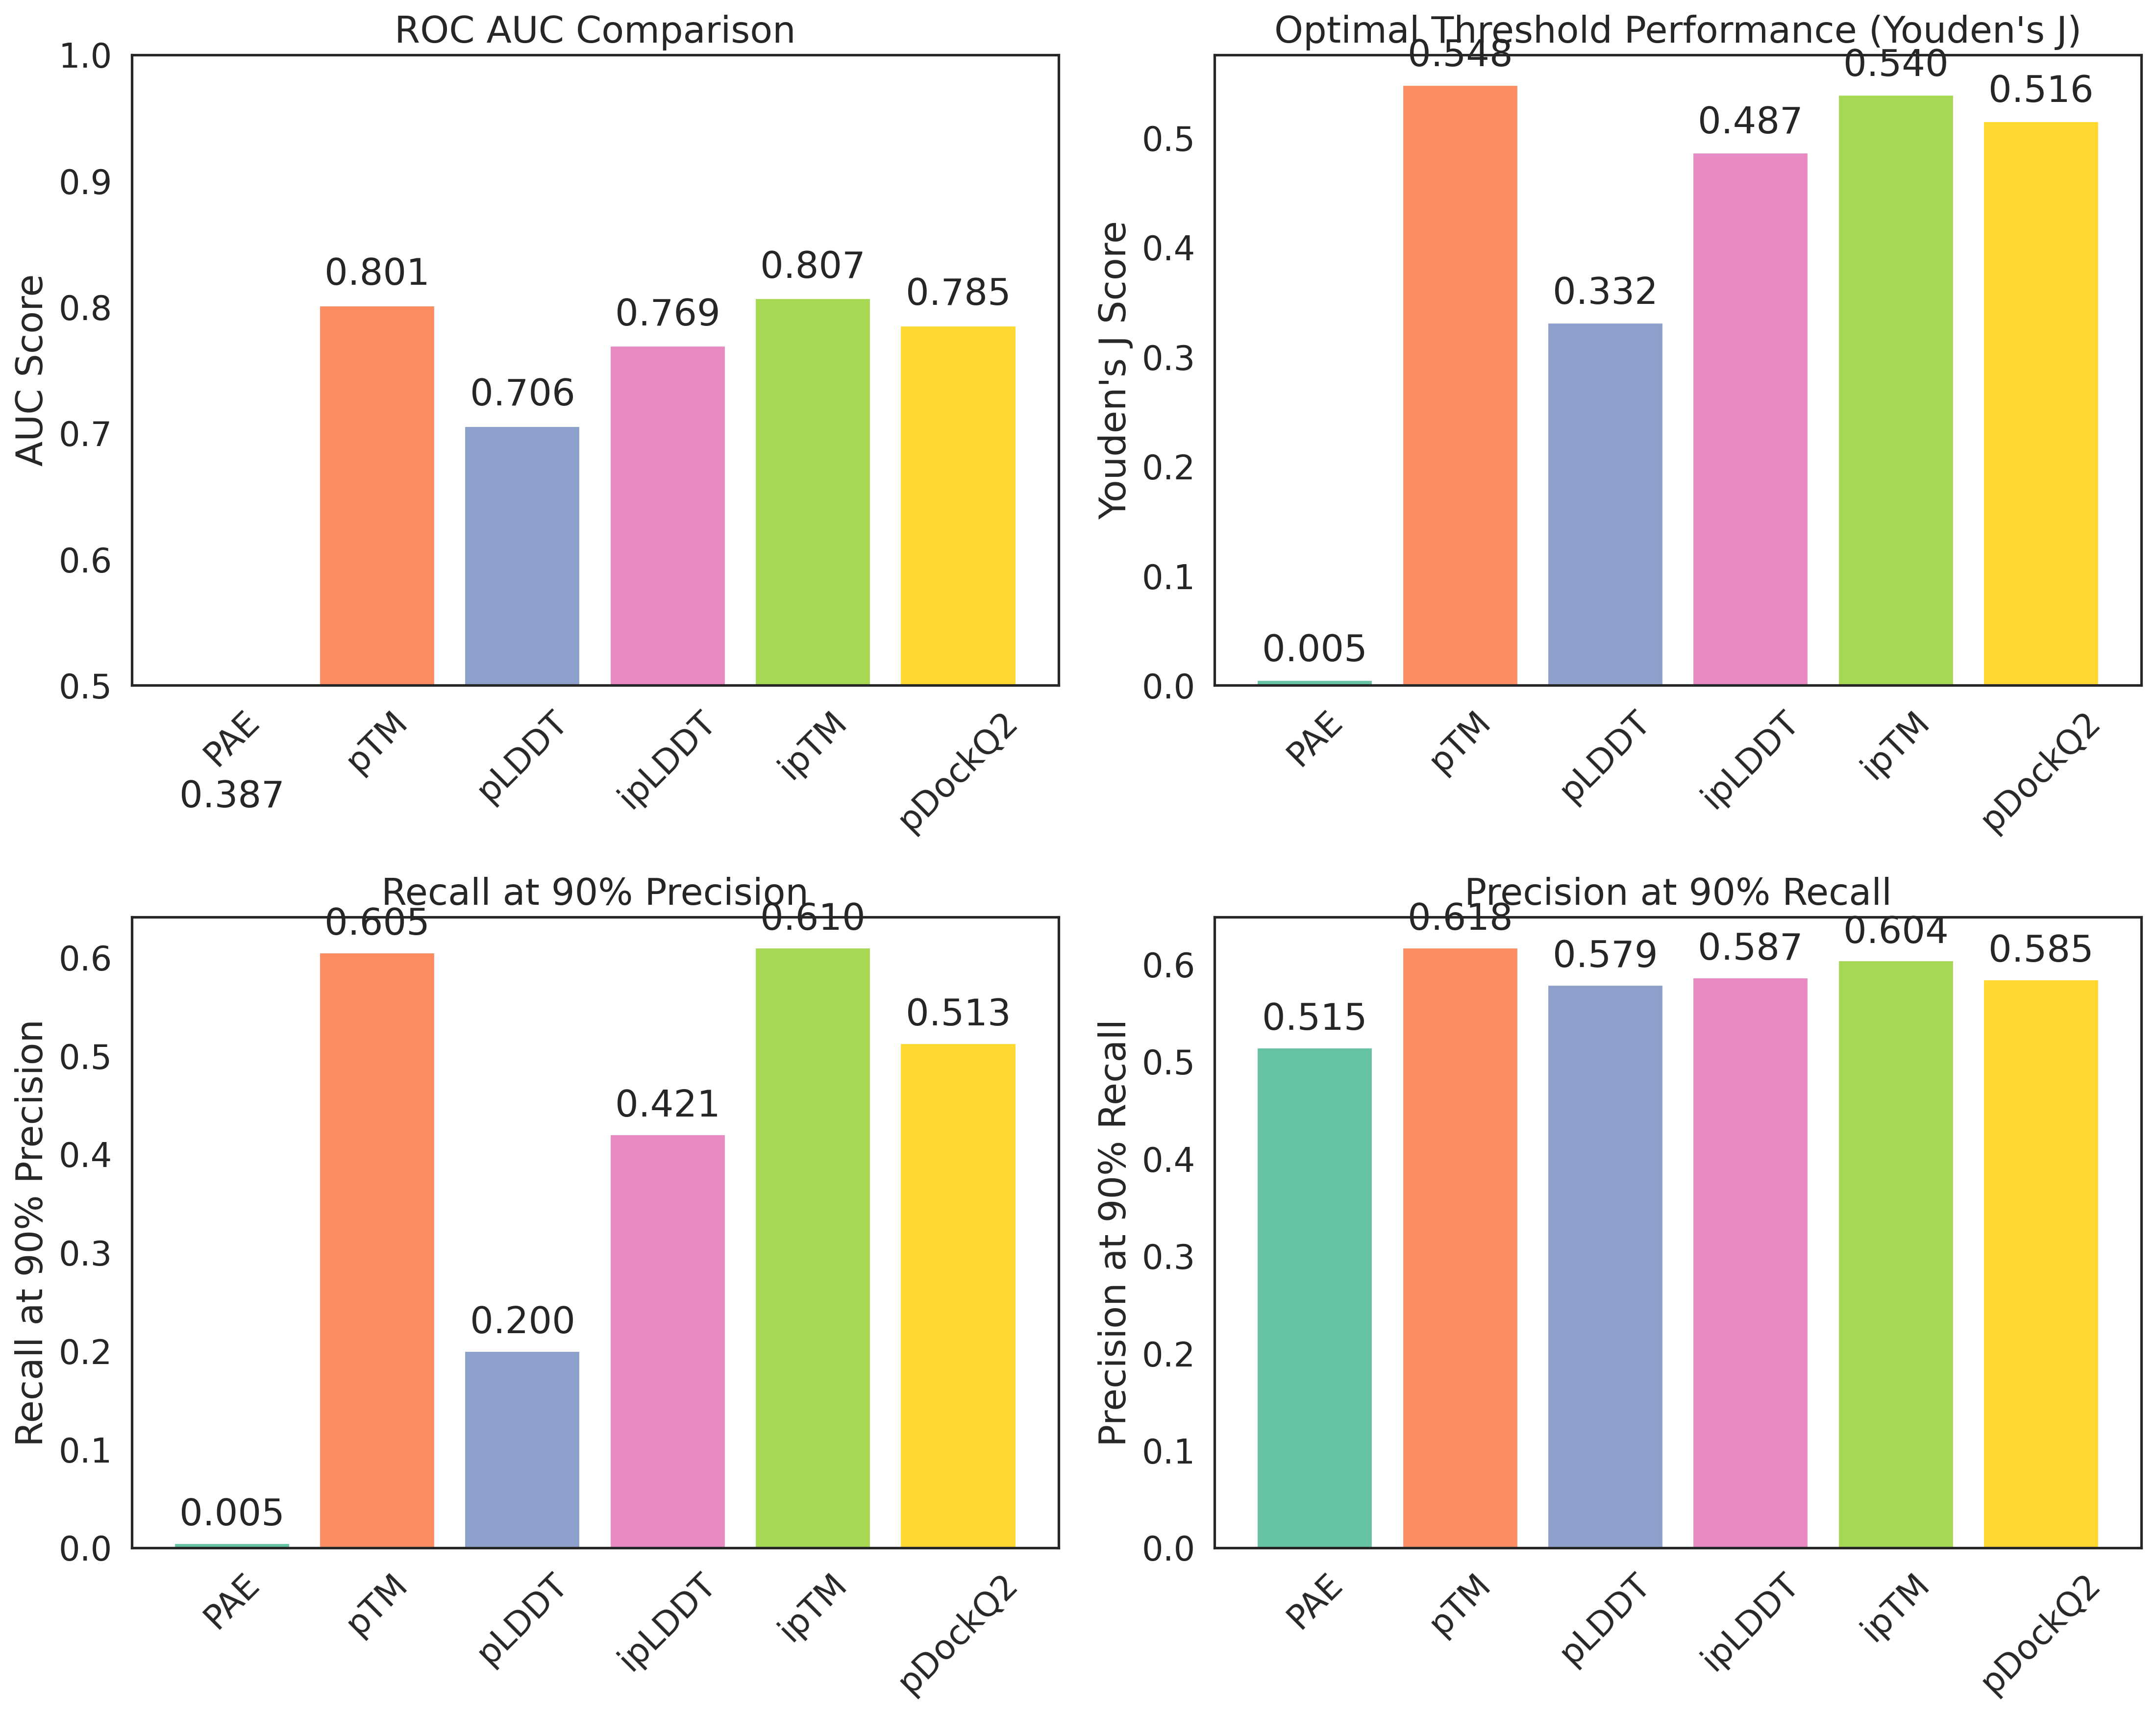 ROC AUC Comparison
AUC Score
1.0
0.9
0.8
0.7
0.6
0.5
0.387
0.801
0.706
0.769
0.807
0.785
PAE
pTM
pLDDT
ipLDDT
ipTM
pDockQ2
Optimal Threshold Performance (Youden's J)
Youden's J Score
0.5
0.4
0.3
0.2
0.1
0.0
0.005
0.548
0.332
0.487
0.540
0.516
PAE
pTM
pLDDT
ipLDDT
ipTM
pDockQ2
Recall at 90% Precision
Recall at 90% Precision
0.6
0.5
0.4
0.3
0.2
0.1
0.0
0.005
0.605
0.200
0.421
0.610
0.513
PAE
pTM
pLDDT
ipLDDT
ipTM
pDockQ2
Precision at 90% Recall
Precision at 90% Recall
0.6
0.5
0.4
0.3
0.2
0.1
0.0
0.515
0.618
0.579
0.587
0.604
0.585
PAE
pTM
pLDDT
ipLDDT
ipTM
pDockQ2